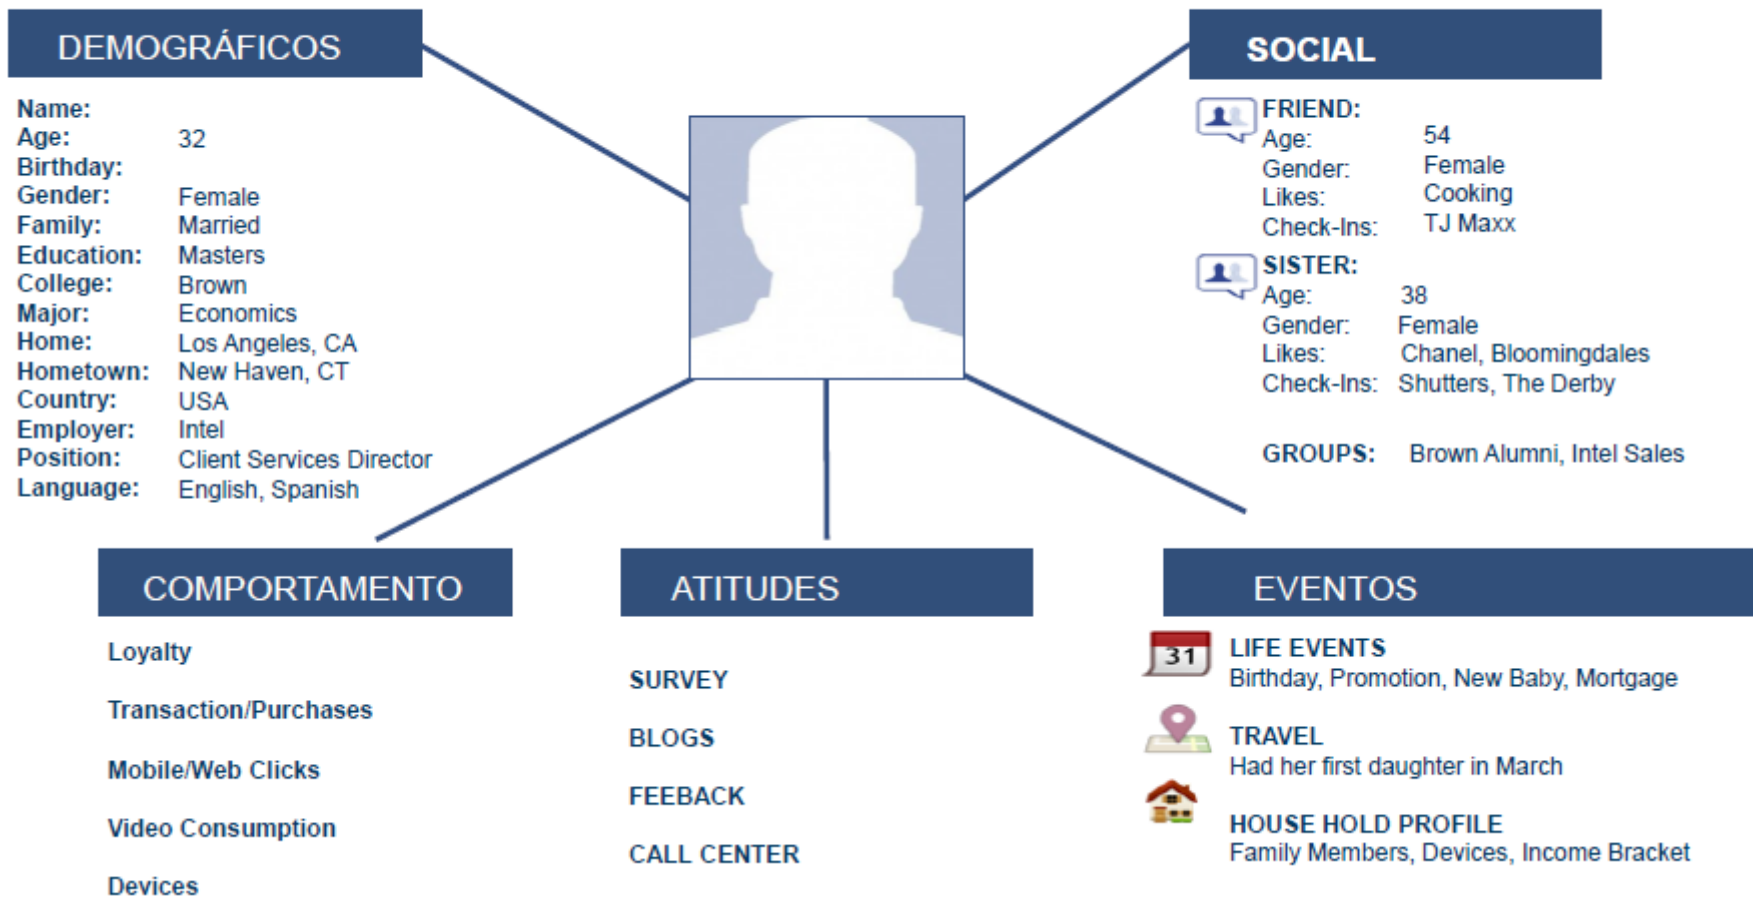 DEMOGRÁFICOS
Name:
Age: 32
Birthday:
Gender: Female
Family: Married
Education: Masters
College: Brown
Major: Economics
Home: Los Angeles, CA
Hometown: New Haven, CT
Country: USA
Employer: Intel
Position: Client Services Director
Language: English, Spanish
SOCIAL
FRIEND:
Age: 54
Gender: Female
Likes: Cooking
Check-Ins: TJ Maxx
SISTER:
Age: 38
Gender: Female
Likes: Chanel, Bloomingdales
Check-Ins: Shutters, The Derby
GROUPS: Brown Alumni, Intel Sales
COMPORTAMENTO
Loyalty
Transaction/Purchases
Mobile/Web Clicks
Video Consumption
Devices
ATITUDES
SURVEY
BLOGS
FEEBACK
CALL CENTER
EVENTOS
31
LIFE EVENTS
Birthday, Promotion, New Baby, Mortgage
TRAVEL
Had her first daughter in March
HOUSE HOLD PROFILE
Family Members, Devices, Income Bracket